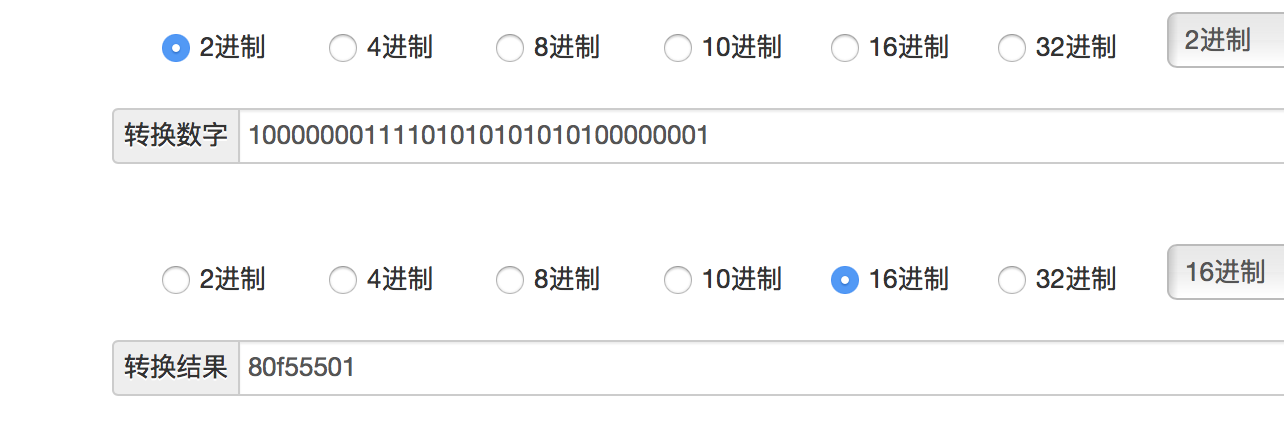 2进制 4进制 8进制 10进制 16进制 32进制 2进制
转换数字 10000000111101010101010100000001
2进制 4进制 8进制 10进制 16进制 32进制 16进制
转换结果 80f55501